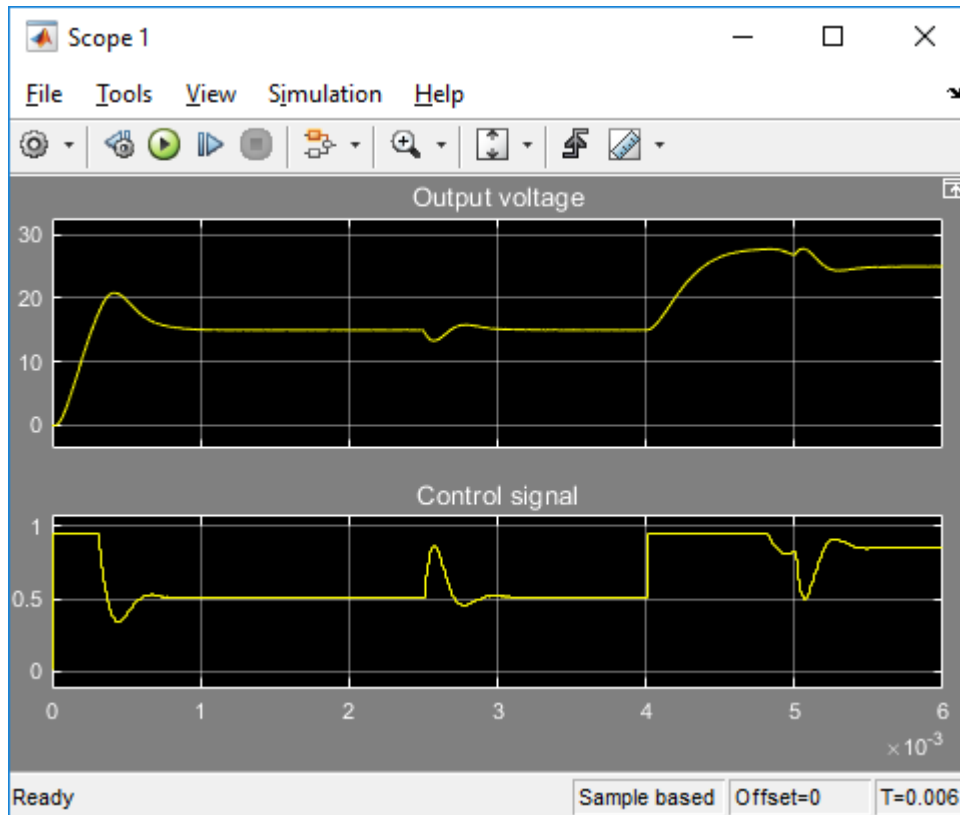 Scope 1
File Tools View Simulation Help
Output voltage
30
20
10
0
Control signal
1
0.5
0
0 1 2 3 4 5 6
×10-3
Ready Sample based Offset=0 T=0.006